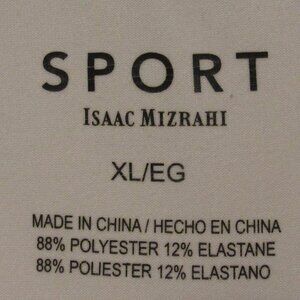 SPORT
ISAAC MIZRAHI
XL/EG
MADE IN CHINA / HECHO EN CHINA
88% POLYESTER 12% ELASTANE
88% POLIESTER 12% ELASTANO